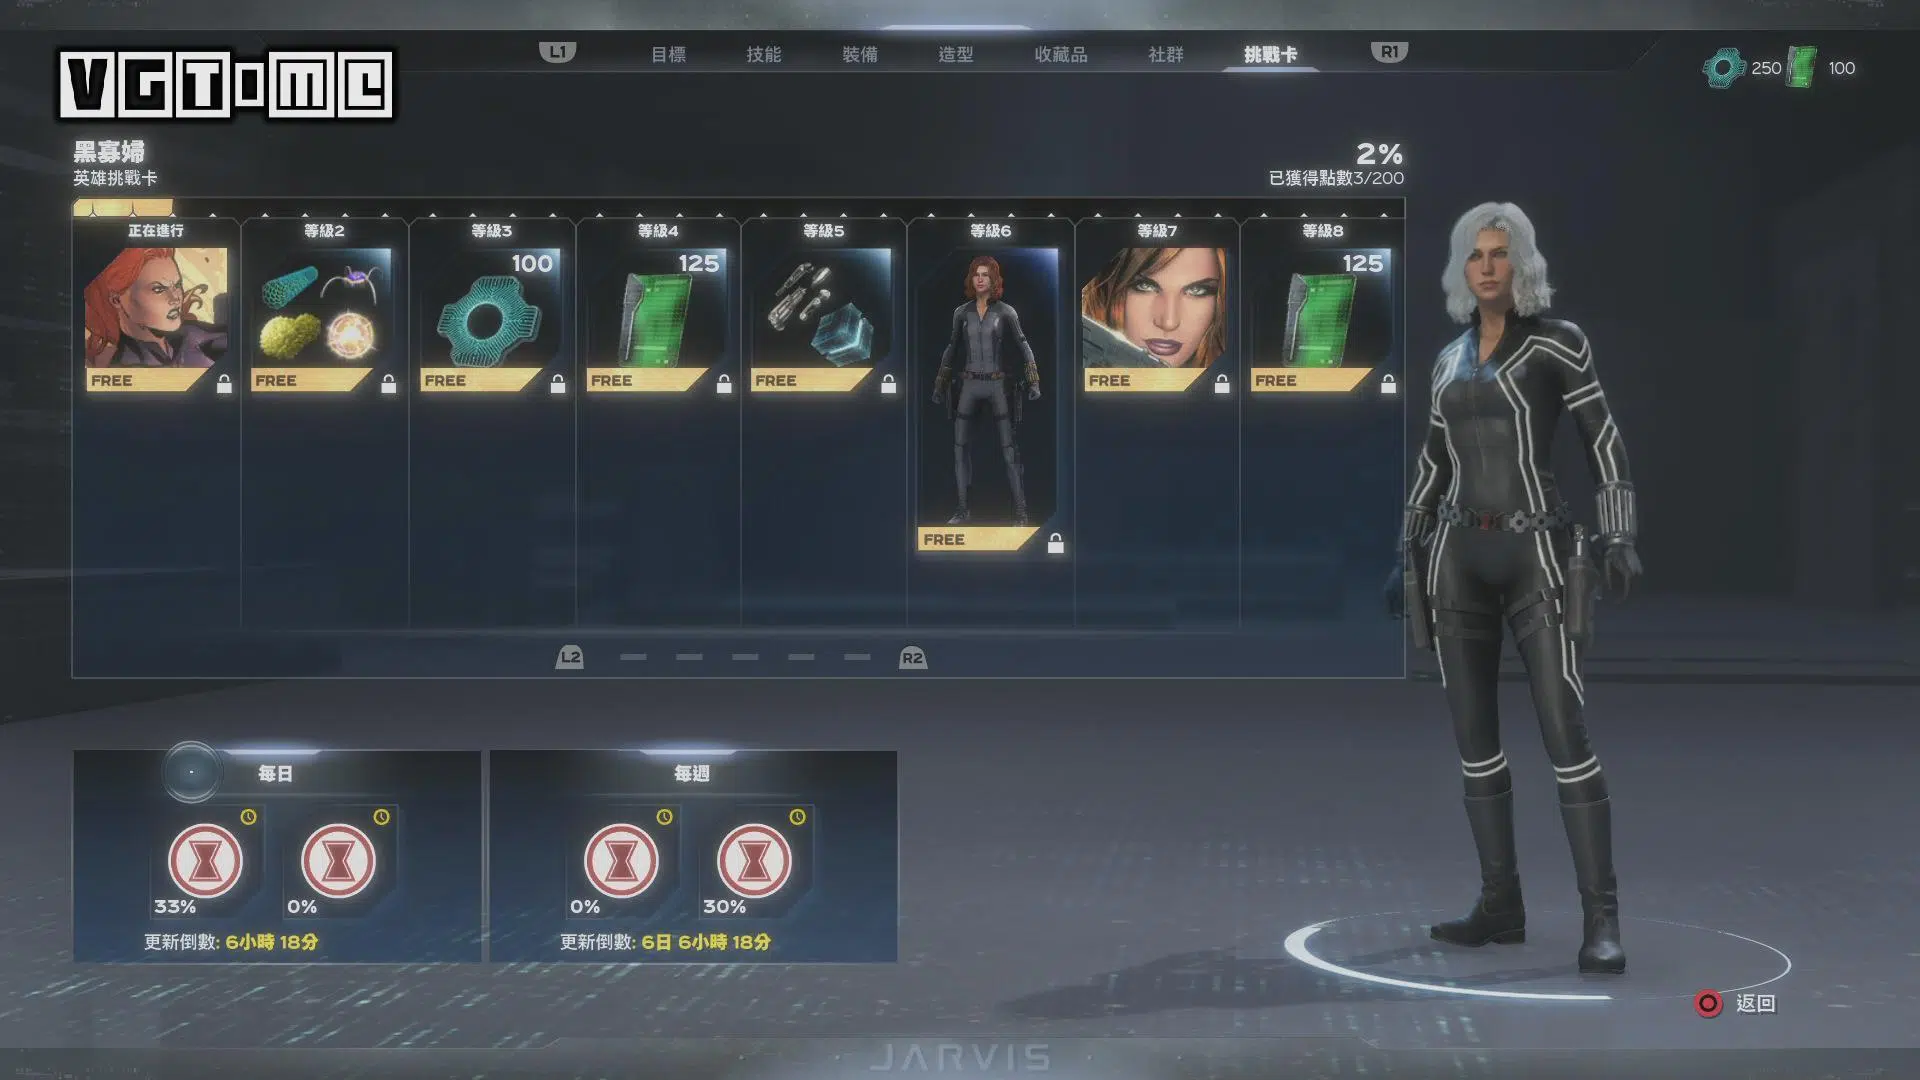 VGTIME
L1 目標 技能 裝備 造型 收藏品 社群 挑戰卡 R1
250 100
黑寡婦
英雄挑戰卡
2%
已獲得點數3/200
正在進行 等級2 等級3 等級4 等級5 等級6 等級7 等級8
100 125 125
FREE FREE FREE FREE FREE FREE FREE
FREE
L2 R2
每日 每週
33% 0% 0% 30%
更新倒數: 6小時 18分 更新倒數: 6日 6小時 18分
返回
JARVIS